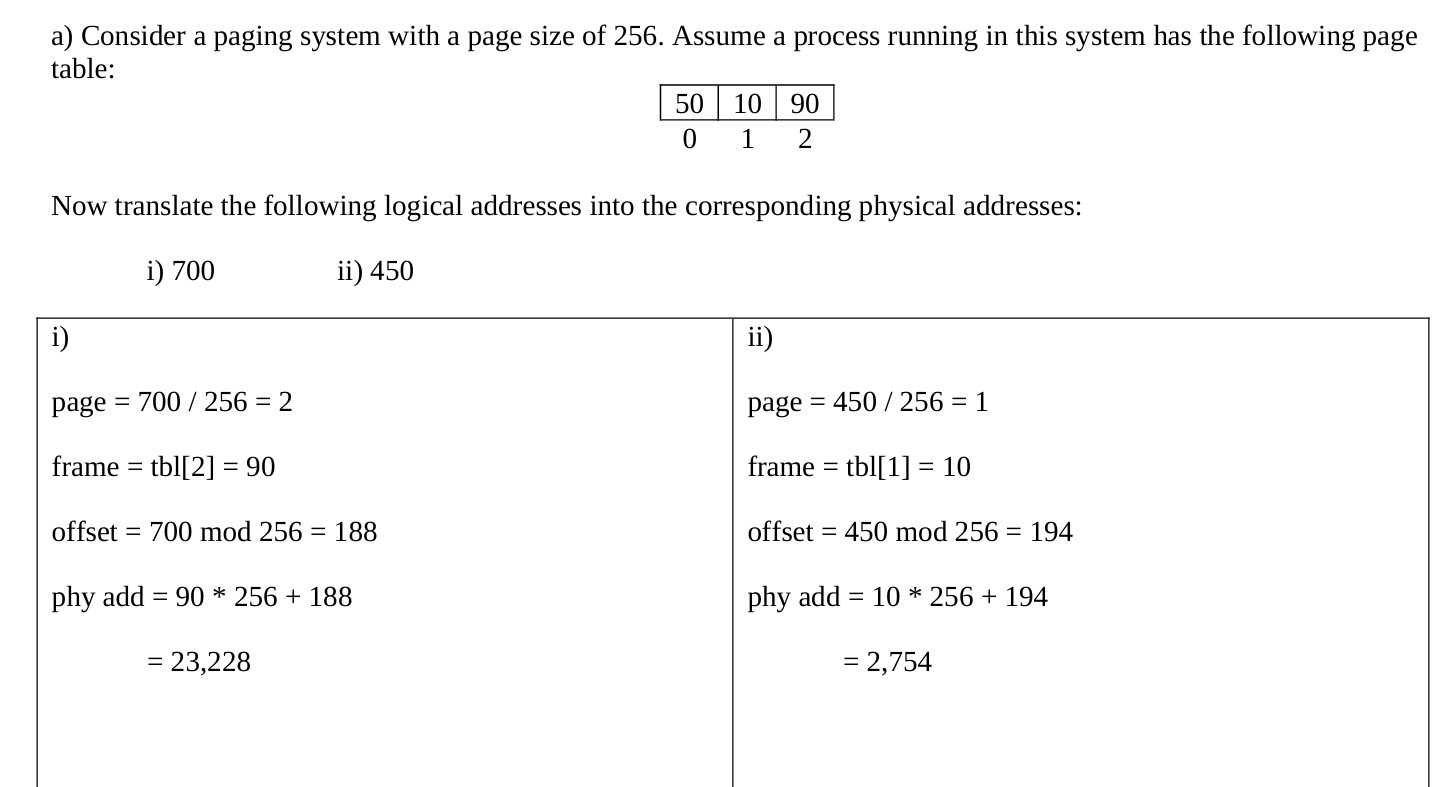 a) Consider a paging system with a page size of 256. Assume a process running in this system has the following page
table:
50 10 90
0 1 2
Now translate the following logical addresses into the corresponding physical addresses:
i) 700 ii) 450
i)
page = 700 / 256 = 2
frame = tbl[2] = 90
offset = 700 mod 256 = 188
phy add = 90 * 256 + 188
= 23,228
ii)
page = 450 / 256 = 1
frame = tbl[1] = 10
offset = 450 mod 256 = 194
phy add = 10 * 256 + 194
= 2,754